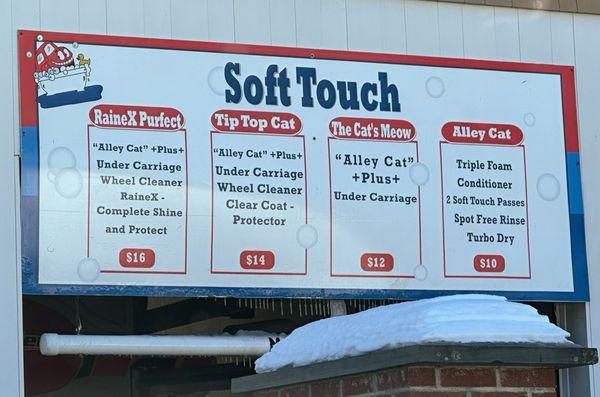 Soft Touch
RaineX Purfect
"Alley Cat" +Plus+
Under Carriage
Wheel Cleaner
RaineX -
Complete Shine
and Protect
$16
Tip Top Cat
"Alley Cat" +Plus+
Under Carriage
Wheel Cleaner
Clear Coat -
Protector
$14
The Cat's Meow
"Alley Cat"
+Plus+
Under Carriage
$12
Alley Cat
Triple Foam
Conditioner
2 Soft Touch Passes
Spot Free Rinse
Turbo Dry
$10